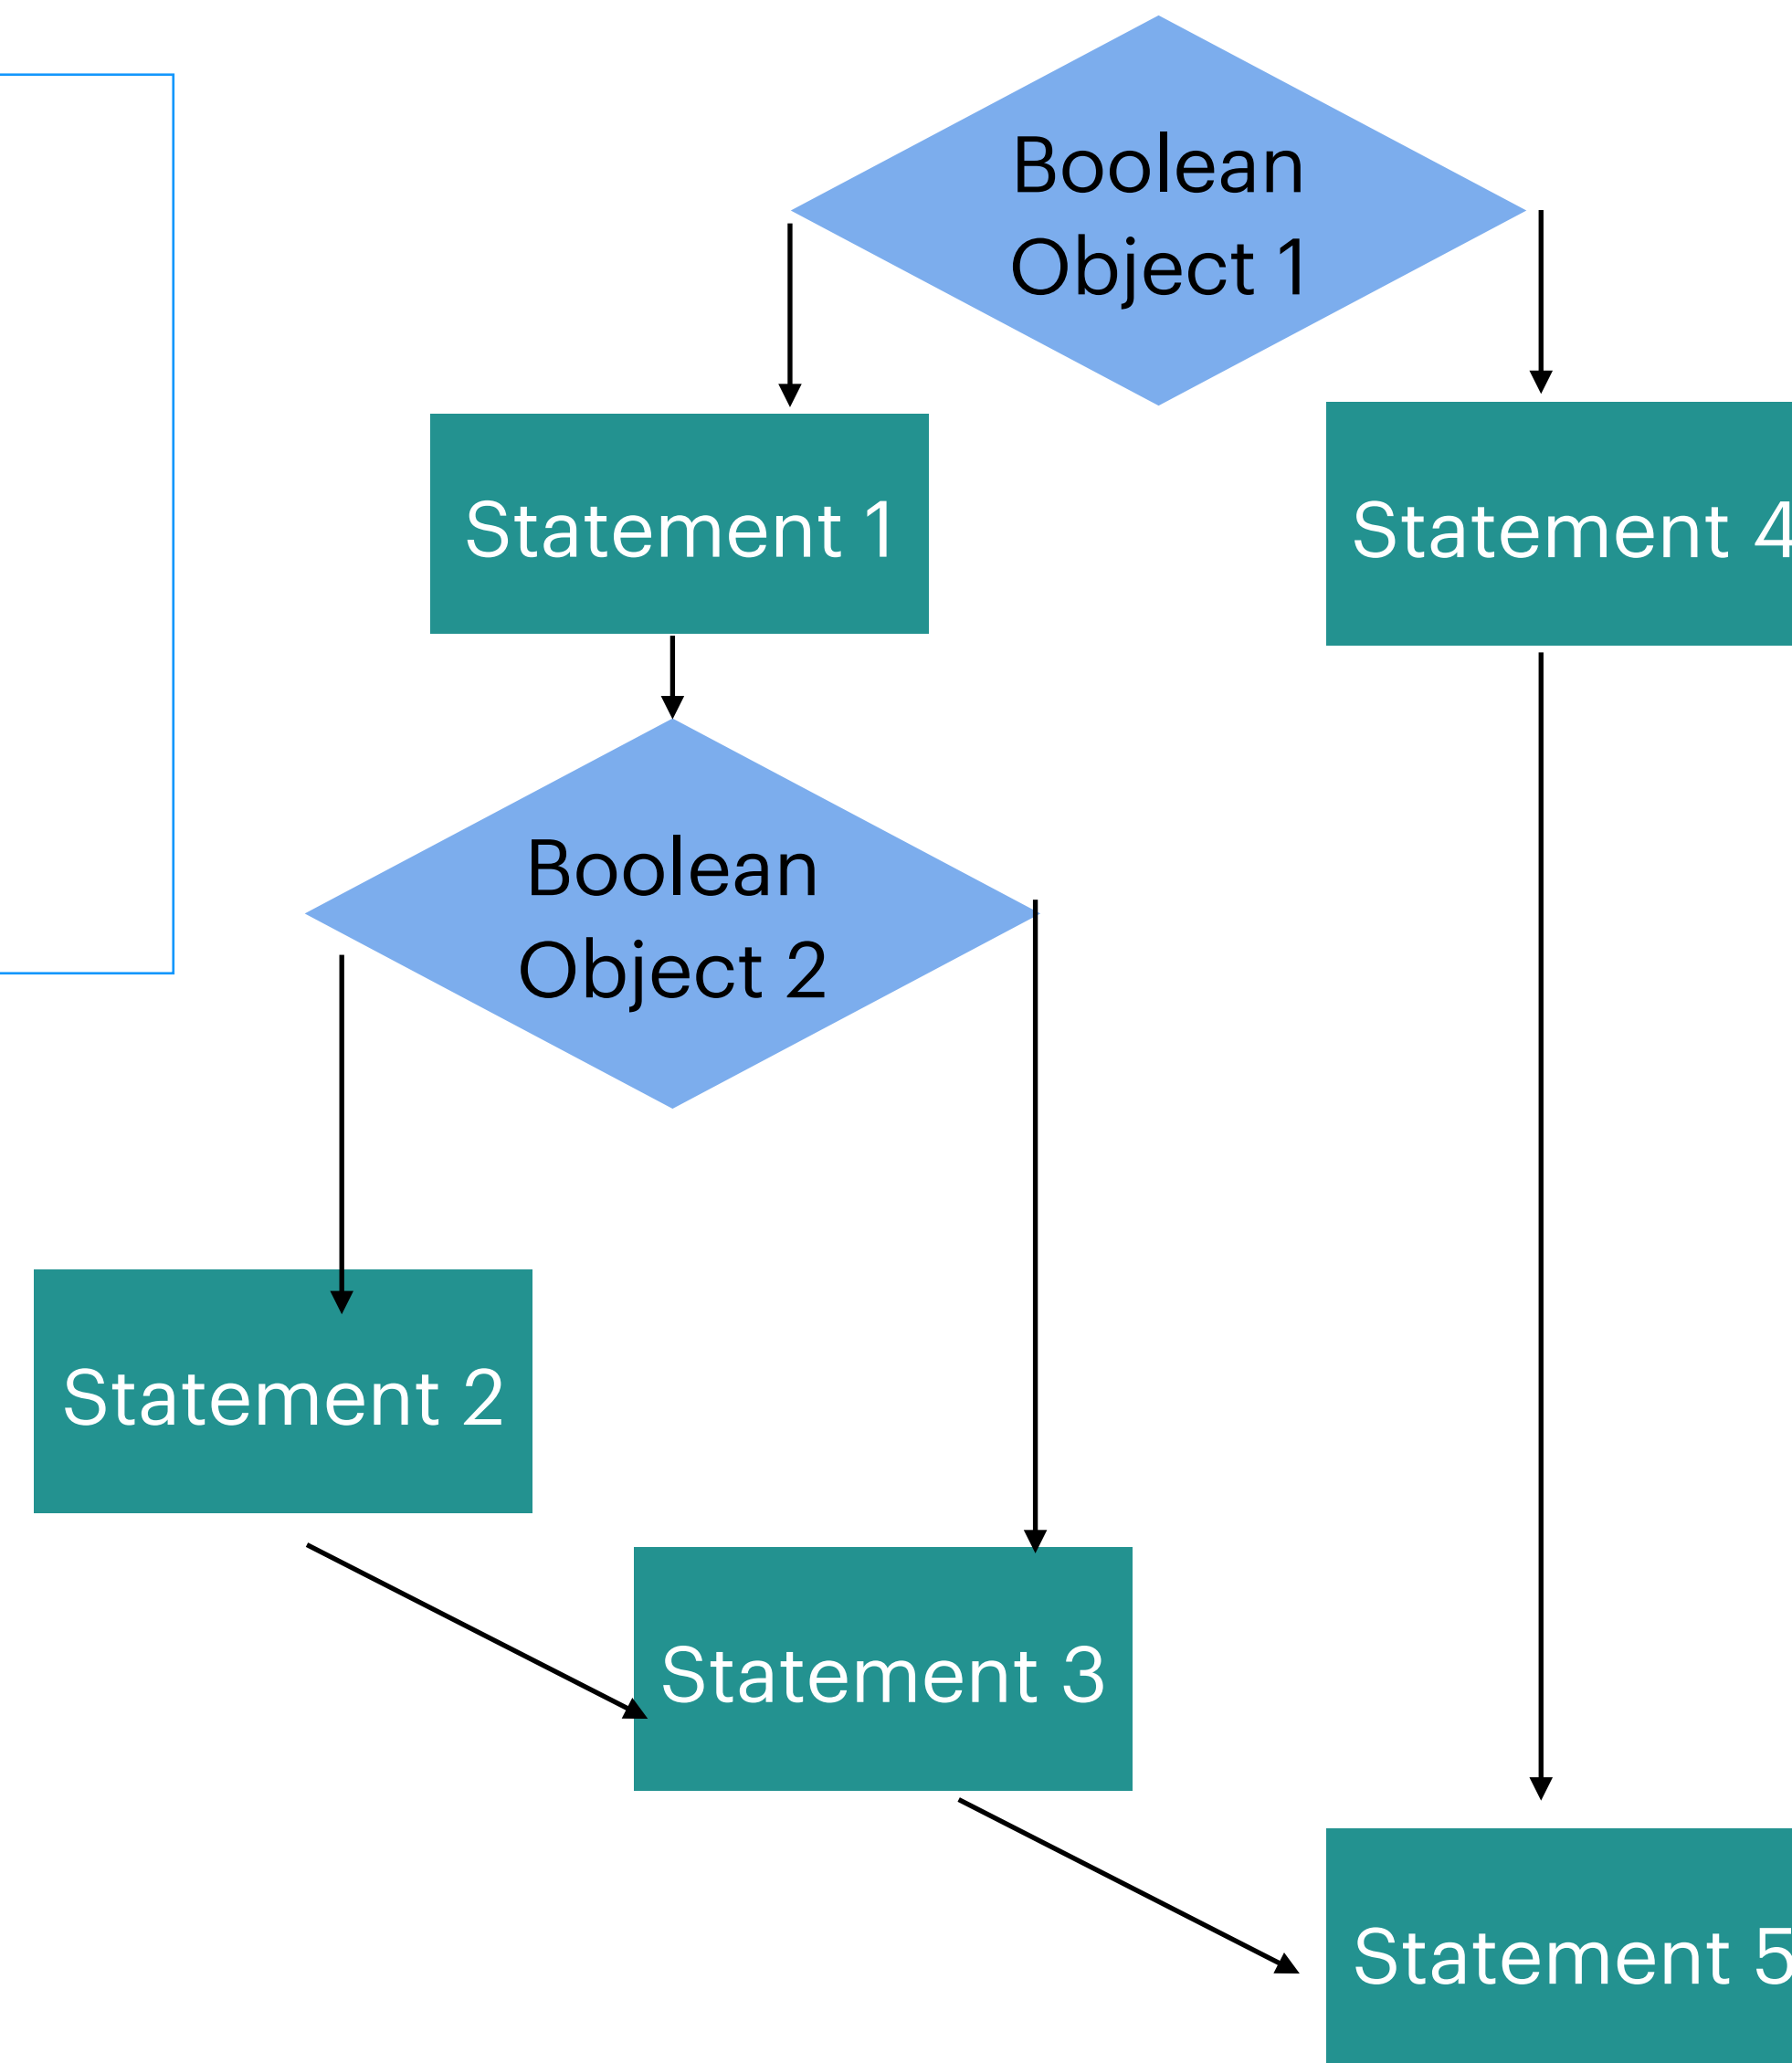 Boolean
Object 1
Statement 1
Statement 4
Boolean
Object 2
Statement 2
Statement 3
Statement 5